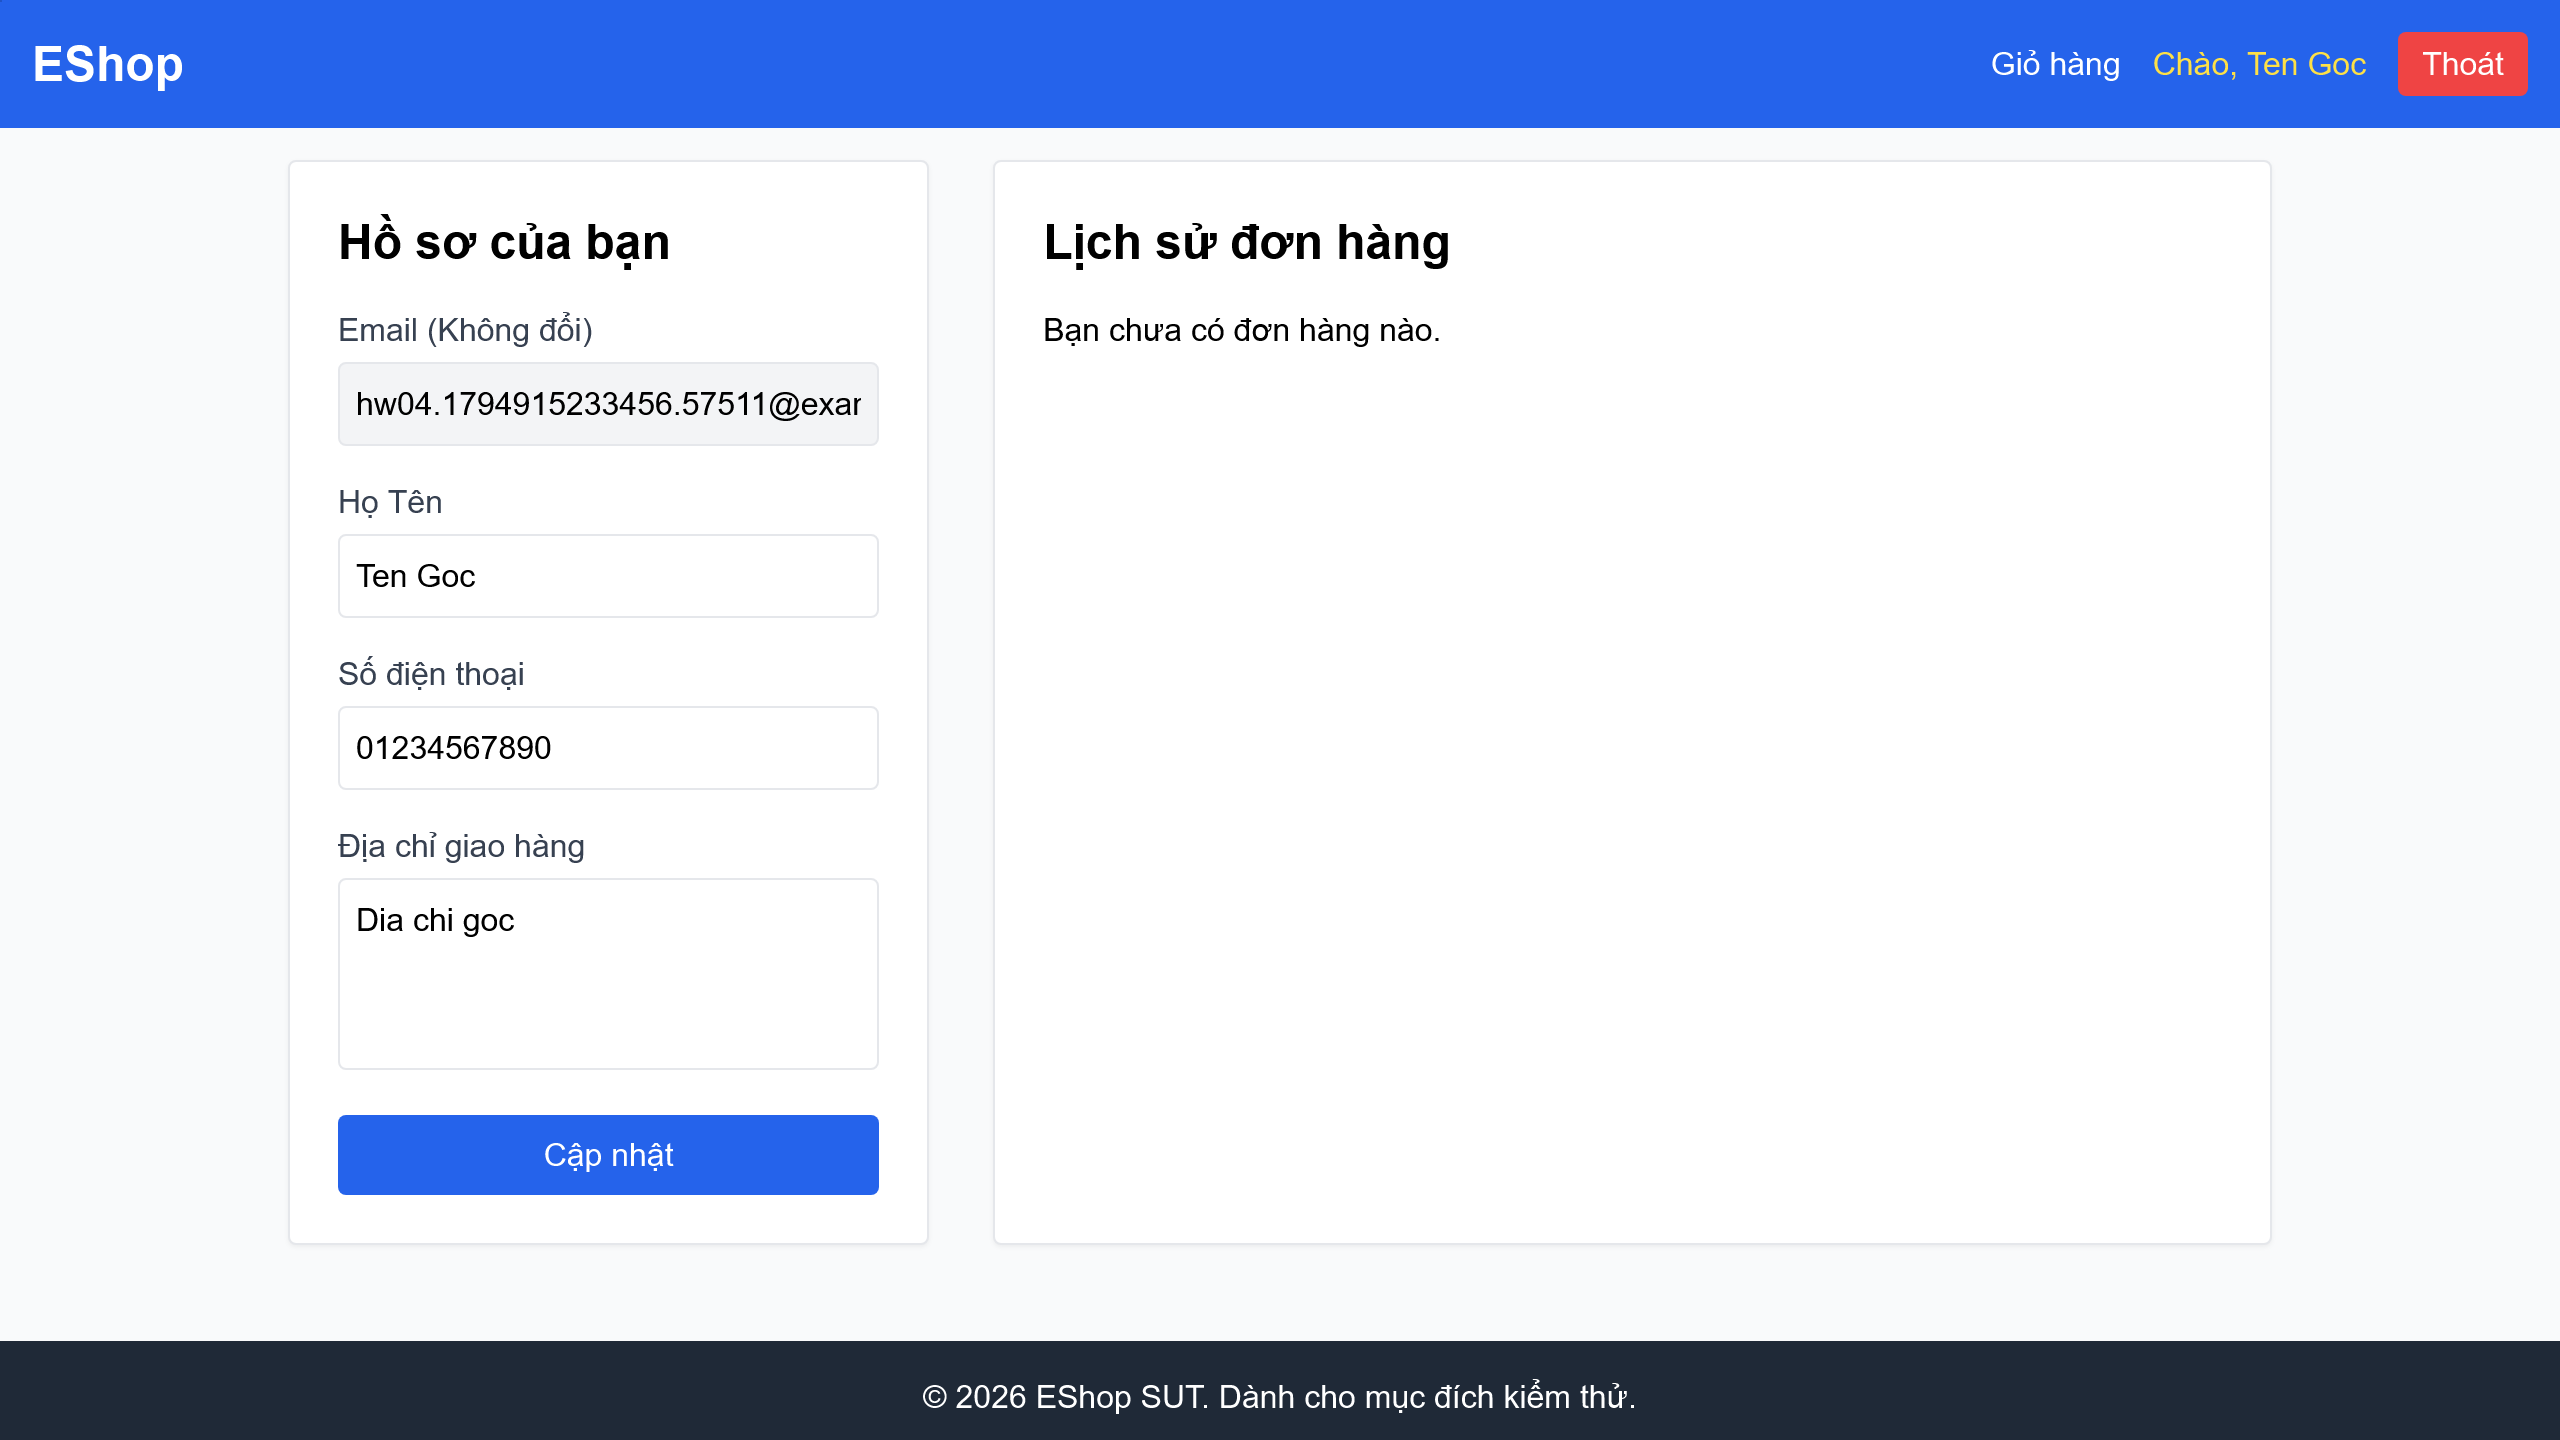 EShop
Giỏ hàng
Chào, Ten Goc
Thoát
Hồ sơ của bạn
Email (Không đổi)
hw04.1794915233456.57511@exar
Họ Tên
Ten Goc
Số điện thoại
01234567890
Địa chỉ giao hàng
Dia chi goc
Cập nhật
Lịch sử đơn hàng
Bạn chưa có đơn hàng nào.
© 2026 EShop SUT. Dành cho mục đích kiểm thử.